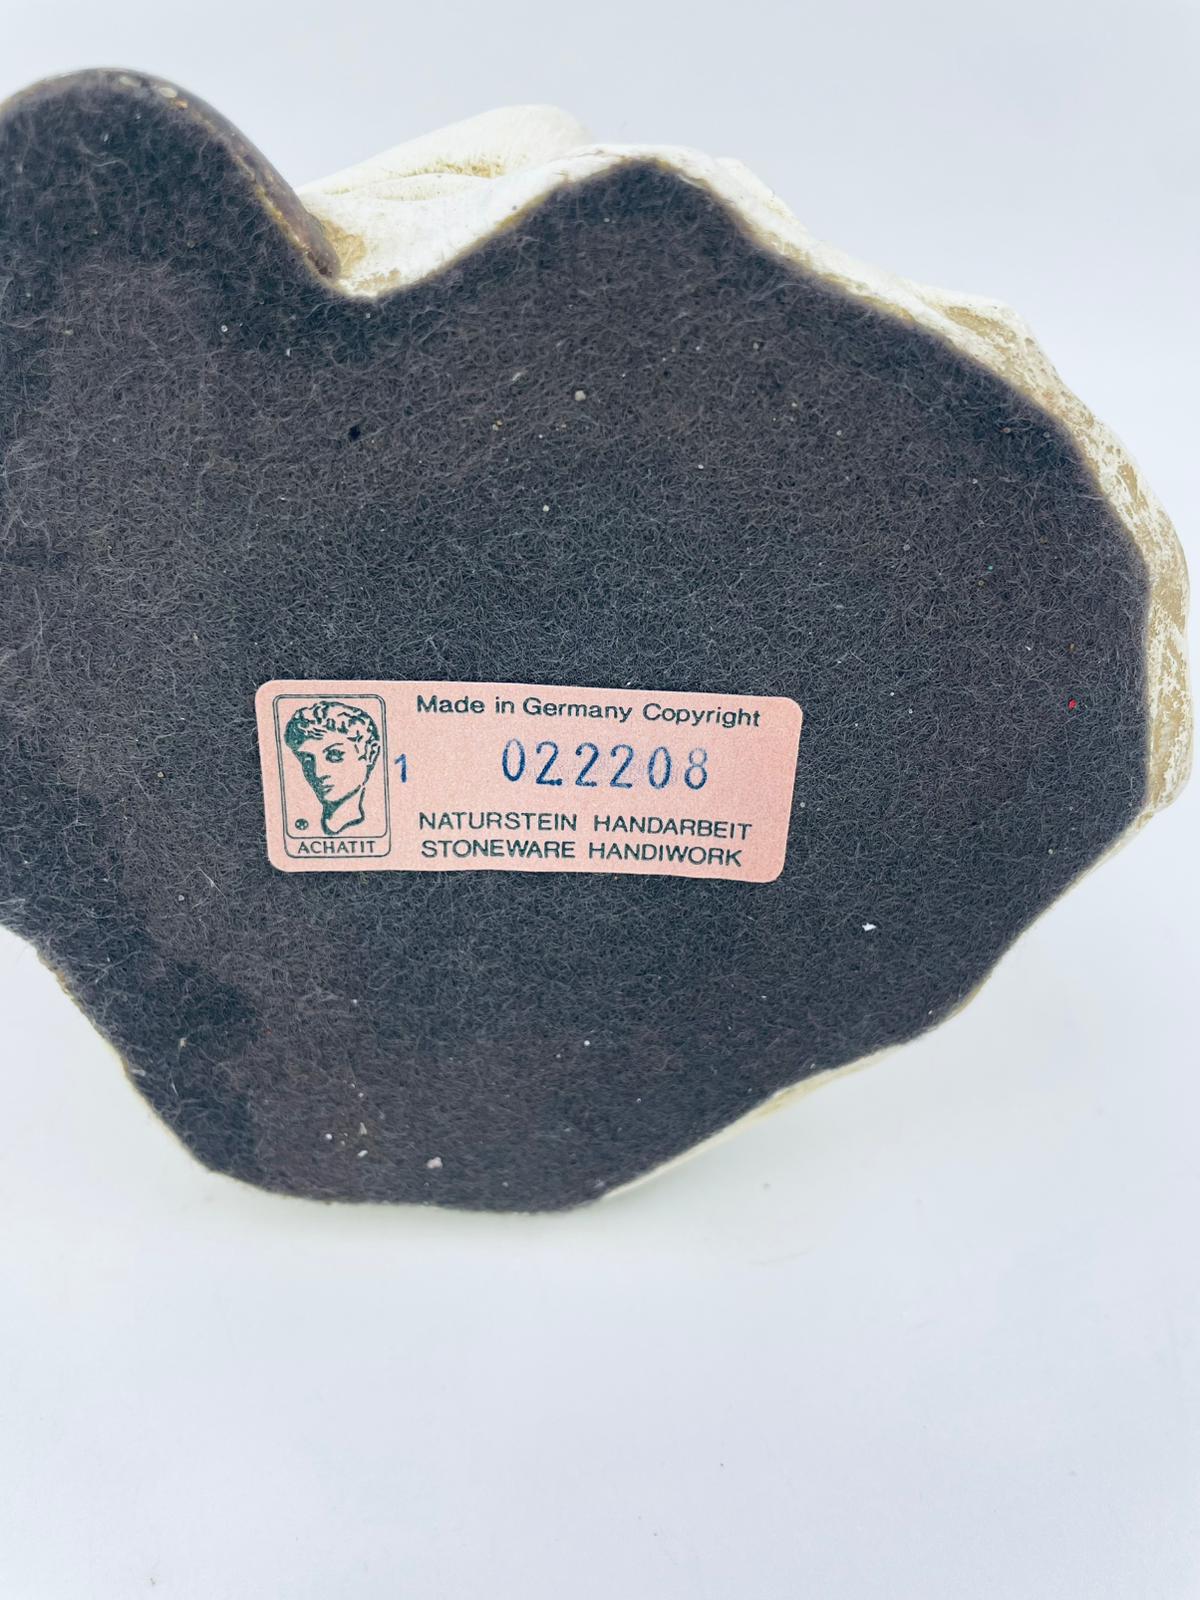 Made in Germany Copyright
1 022208
NATURSTEIN HANDARBEIT
STONEWARE HANDIWORK
ACHATIT